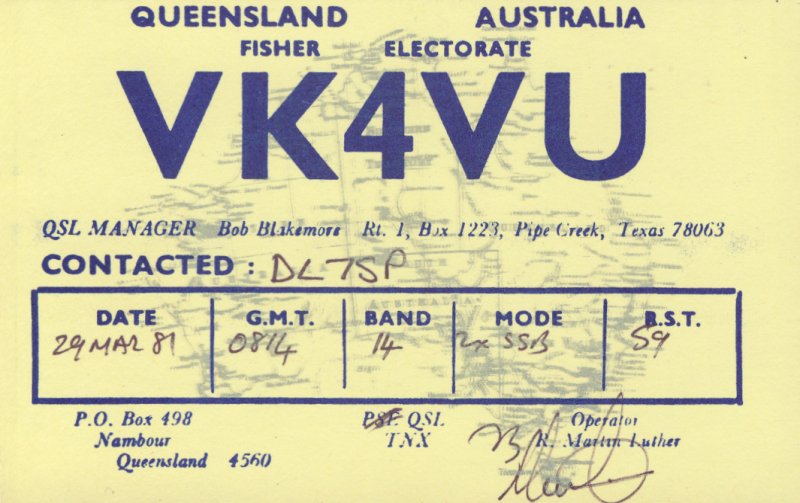 QUEENSLAND AUSTRALIA
FISHER ELECTORATE
VK4VU
QSL MANAGER Bob Blakemore Rt. 1, Box 1223, Pipe Creek, Texas 78063
CONTACTED : DL7SP
DATE G.M.T. BAND MODE R.S.T.
29 MAR 81 0814 14 2x SSB 59
P.O. Box 498 PSE QSL Operator
Nambour TNX R. Martin Luther
Queensland 4560